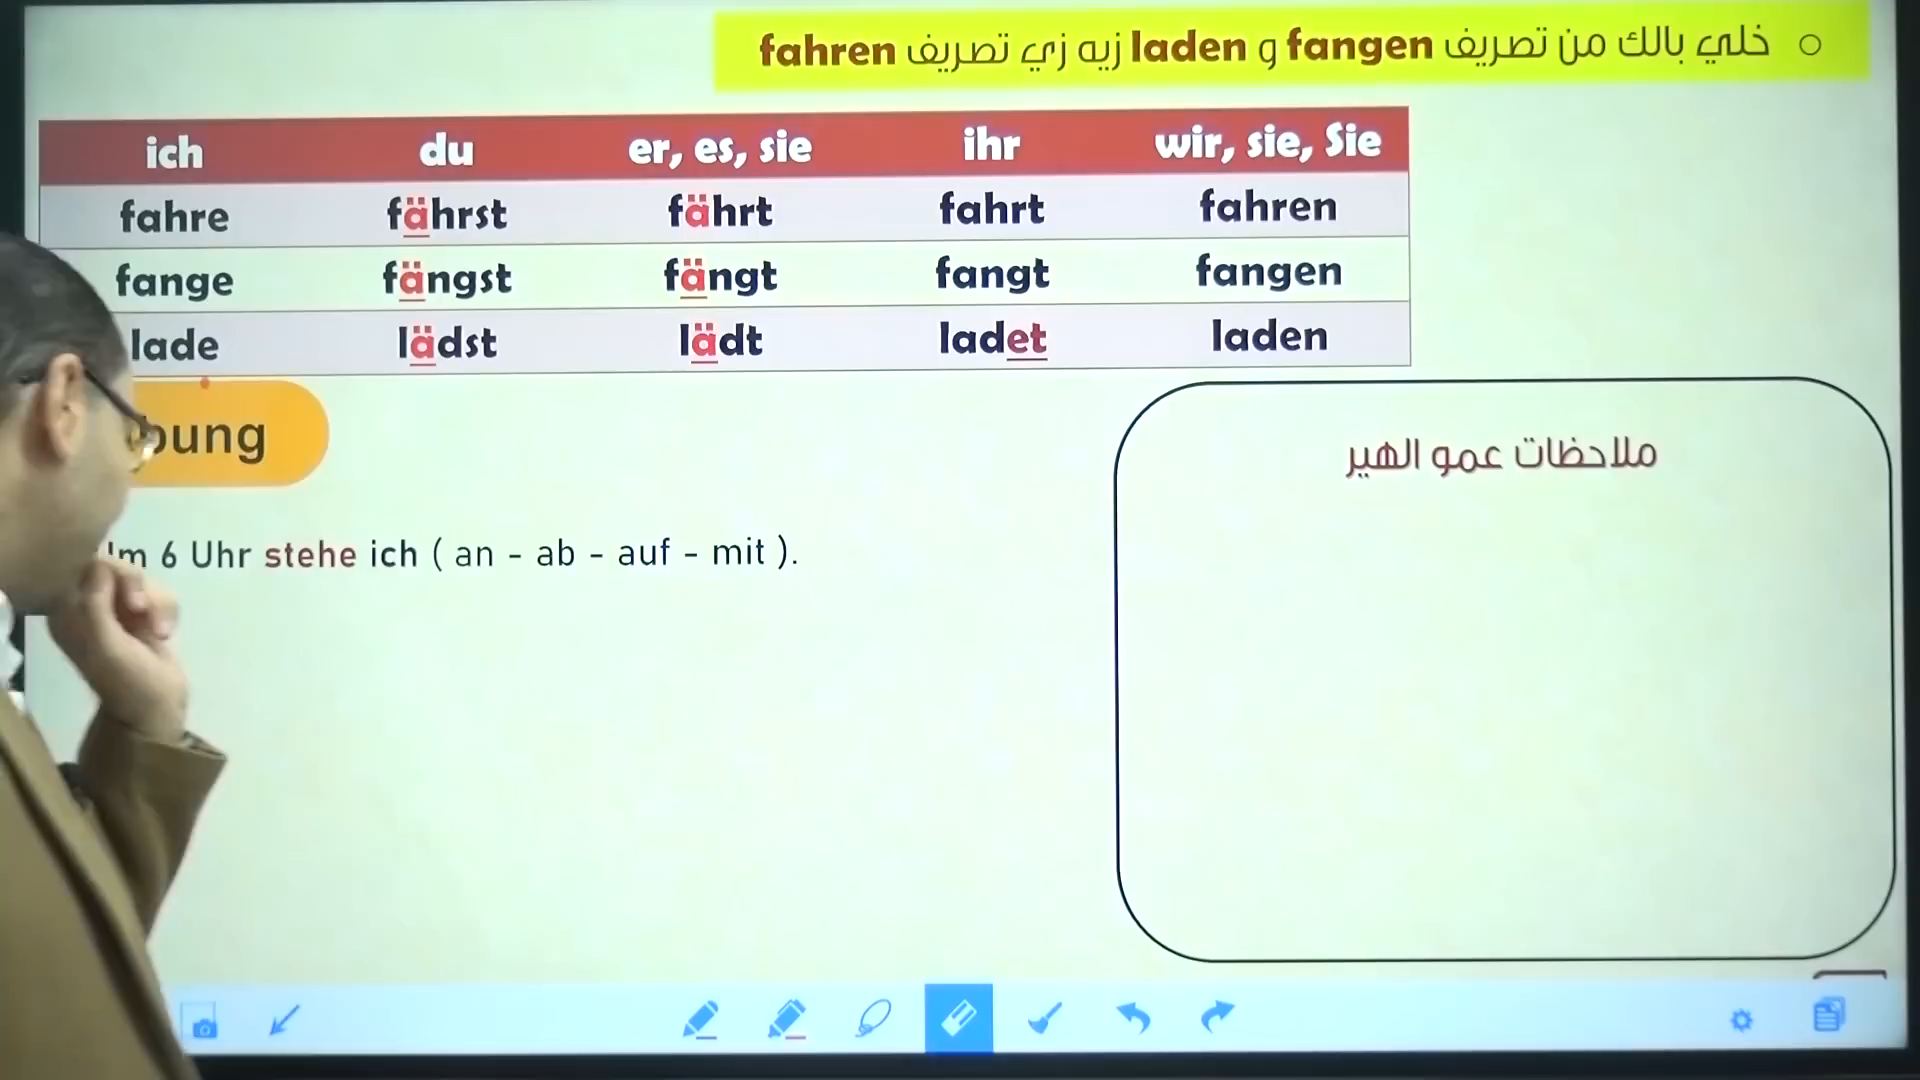 خلي بالك من تصريف fangen و laden زيه زي تصريف fahren
ich du er, es, sie ihr wir, sie, Sie
fahre fährst fährt fahrt fahren
fange fängst fängt fangt fangen
lade lädst lädt ladet laden
ملاحظات عمو الهير
6 Uhr stehe ich ( an - ab - auf - mit ).